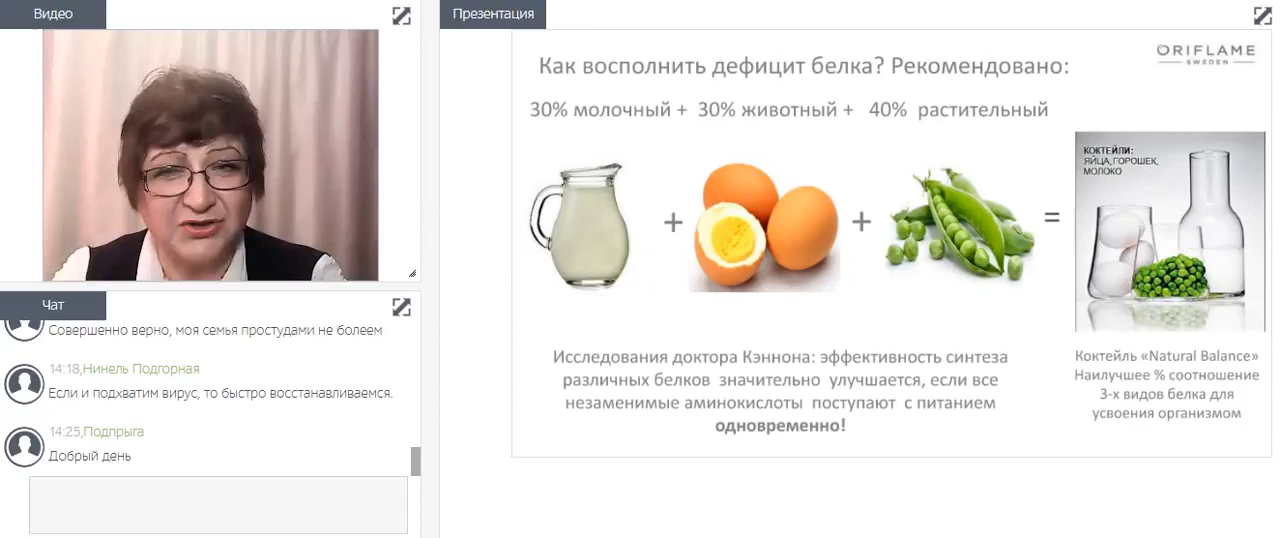 Видео
Чат
Совершенно верно, моя семья простудами не болеем
14:18,Нинель Подгорная
Если и подхватим вирус, то быстро восстанавливаемся.
14:25,Подпрыга
Добрый день
Презентация
ORIFLAME
SWEDEN
Как восполнить дефицит белка? Рекомендовано:
30% молочный + 30% животный + 40% растительный
+ + =
КОКТЕЙЛИ:
ЯЙЦА, ГОРОШЕК,
МОЛОКО
Исследования доктора Кэннона: эффективность синтеза
различных белков значительно улучшается, если все
незаменимые аминокислоты поступают с питанием
одновременно!
Коктейль «Natural Balance»
Наилучшее % соотношение
3-х видов белка для
усвоения организмом